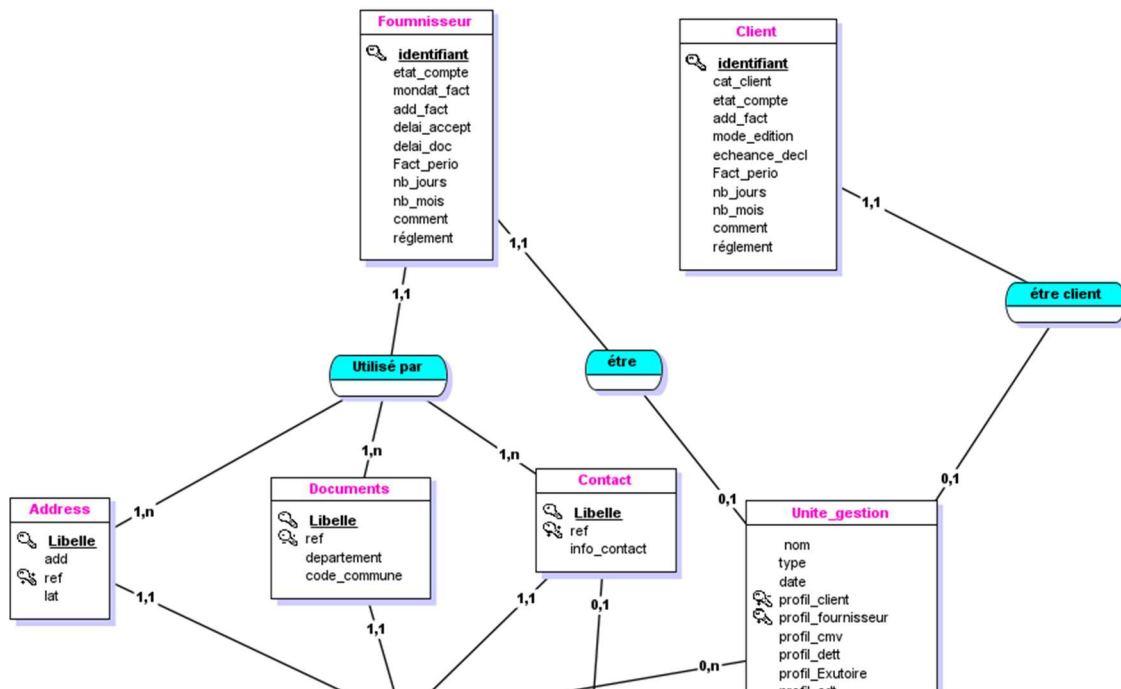 Foumnisseur
identifiant
etat_compte
mondat_fact
add_fact
delai_accept
delai_doc
Fact_perio
nb_jours
nb_mois
comment
réglement
Client
identifiant
cat_client
etat_compte
add_fact
mode_edition
echeance_decl
Fact_perio
nb_jours
nb_mois
comment
réglement
1,1
1,1
1,1
étre client
Utilisé par
étre
1,n
1,n
1,n
0,1
0,1
Address
Libelle
add
ref
lat
Documents
Libelle
ref
departement
code_commune
Contact
Libelle
ref
info_contact
Unite_gestion
nom
type
date
profil_client
profil_fournisseur
profil_cmv
profil_dett
profil_Exutoire
1,1
1,1
1,1
0,1
0,n